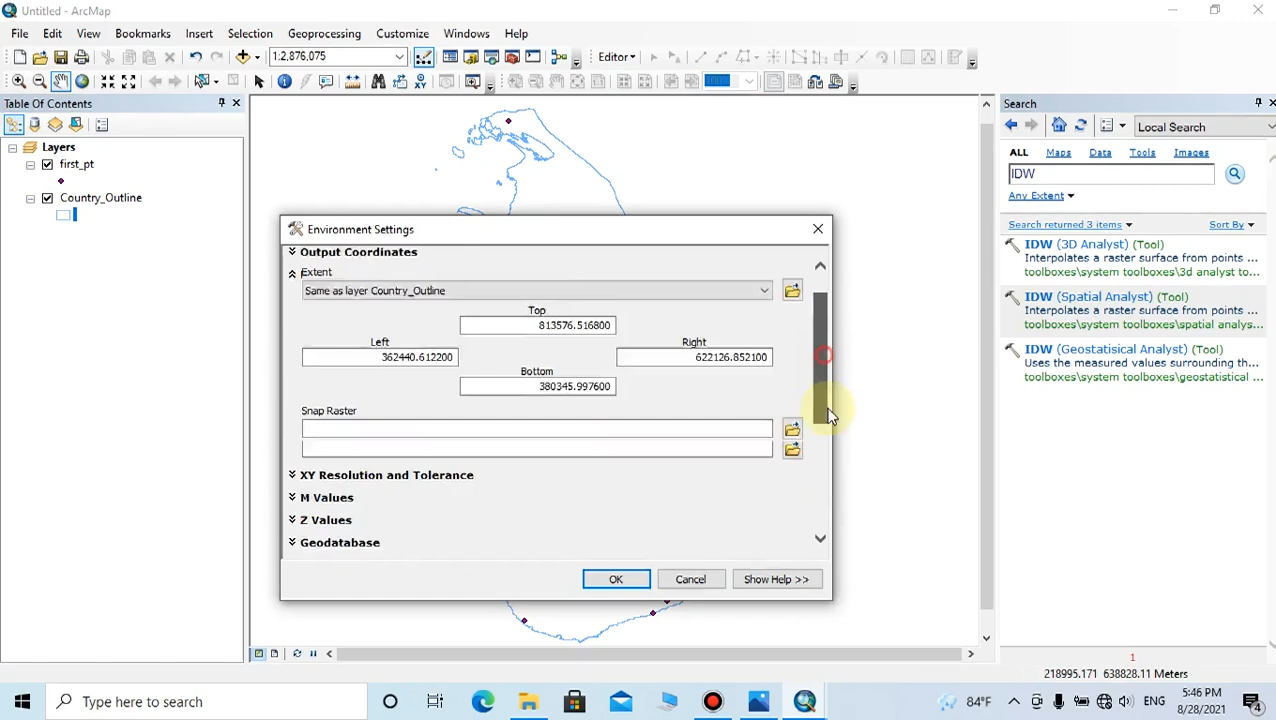 Untitled - ArcMap
File Edit View Bookmarks Insert Selection Geoprocessing Customize Windows Help
1:2,876,075
Editor
Table Of Contents
Layers
first_pt
Country_Outline
Environment Settings
Output Coordinates
Extent
Same as layer Country_Outline
Top
813576.516800
Left
Right
362440.612200
622126.852100
Bottom
380345.997600
Snap Raster
XY Resolution and Tolerance
M Values
Z Values
Geodatabase
OK Cancel Show Help >>
Search
Local Search
ALL Maps Data Tools Images
IDW
Any Extent
Search returned 3 items Sort By
IDW (3D Analyst) (Tool)
Interpolates a raster surface from points ...
toolboxes\system toolboxes\3d analyst to...
IDW (Spatial Analyst) (Tool)
Interpolates a raster surface from points ...
toolboxes\system toolboxes\spatial analys...
IDW (Geostatisical Analyst) (Tool)
Uses the measured values surrounding th...
toolboxes\system toolboxes\geostatistical ...
1
218995.171 638828.11 Meters
Type here to search
84°F
ENG
5:46 PM
8/28/2021
4